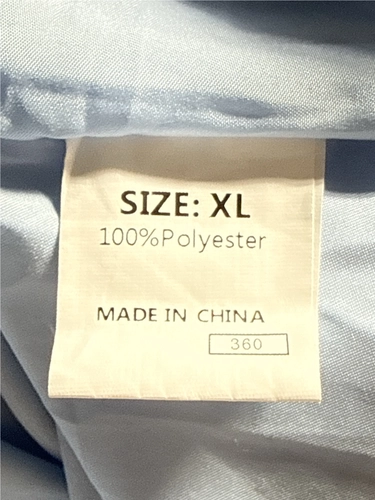 SIZE: XL
100%Polyester
MADE IN CHINA
360